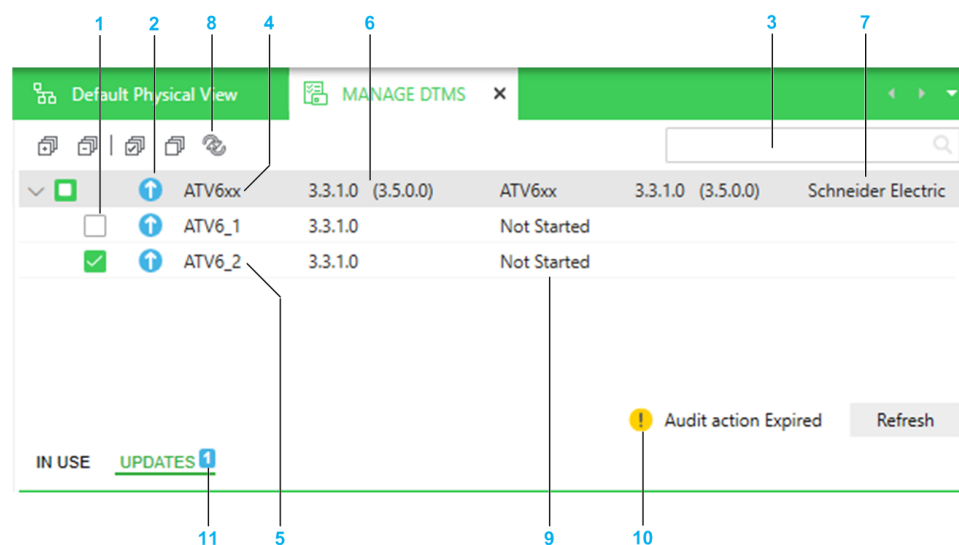 1 2 8 4 6 3 7
Default Physical View MANAGE DTMS
ATV6xx 3.3.1.0 (3.5.0.0) ATV6xx 3.3.1.0 (3.5.0.0) Schneider Electric
ATV6_1 3.3.1.0 Not Started
ATV6_2 3.3.1.0 Not Started
! Audit action Expired Refresh
IN USE UPDATES 1
11 5 9 10